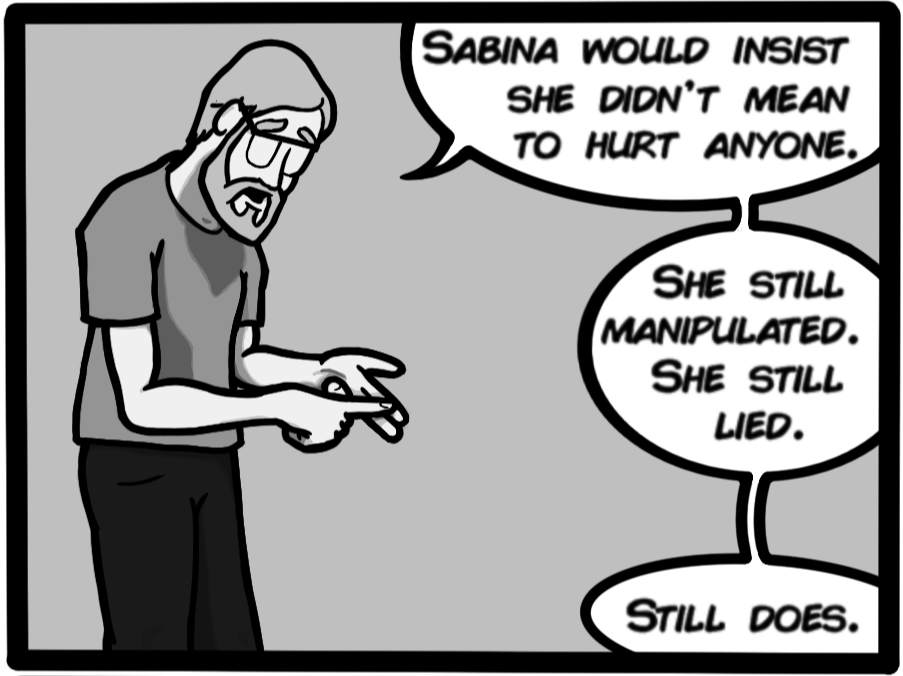 Sabina would insist
she didn't mean
to hurt anyone.
She still
manipulated.
She still
lied.
Still does.